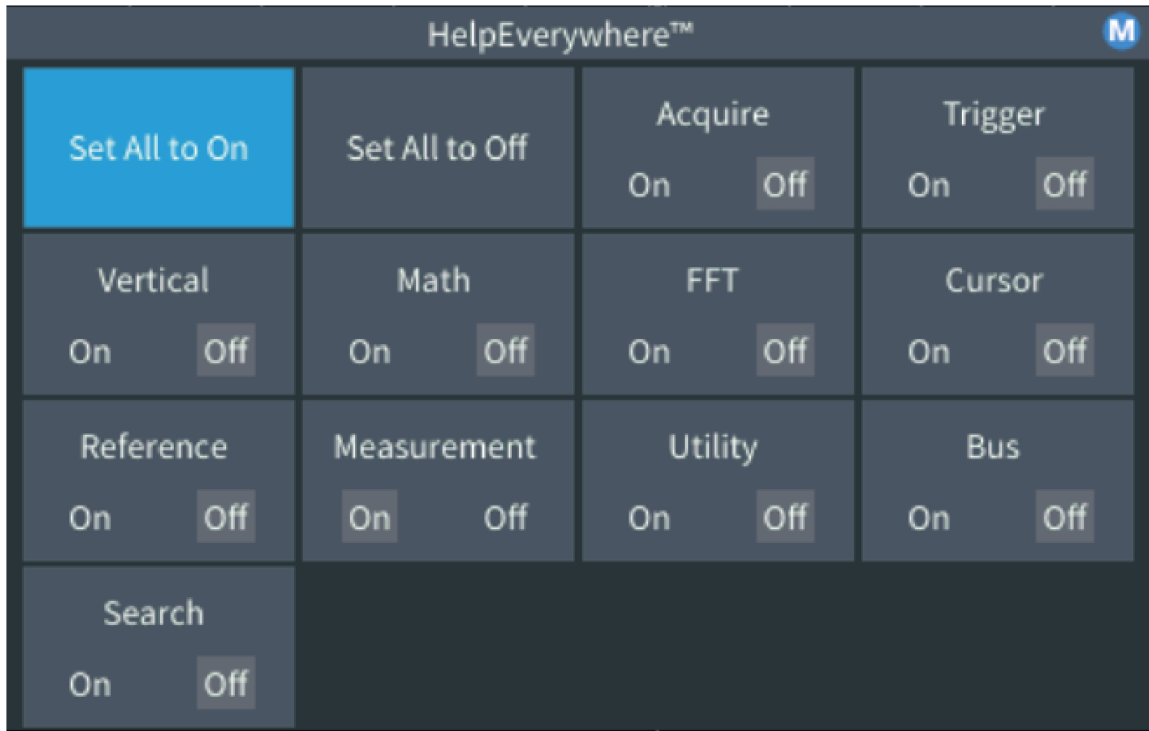 HelpEverywhere™ M
Set All to On
Set All to Off
Acquire
On Off
Trigger
On Off
Vertical
On Off
Math
On Off
FFT
On Off
Cursor
On Off
Reference
On Off
Measurement
On Off
Utility
On Off
Bus
On Off
Search
On Off